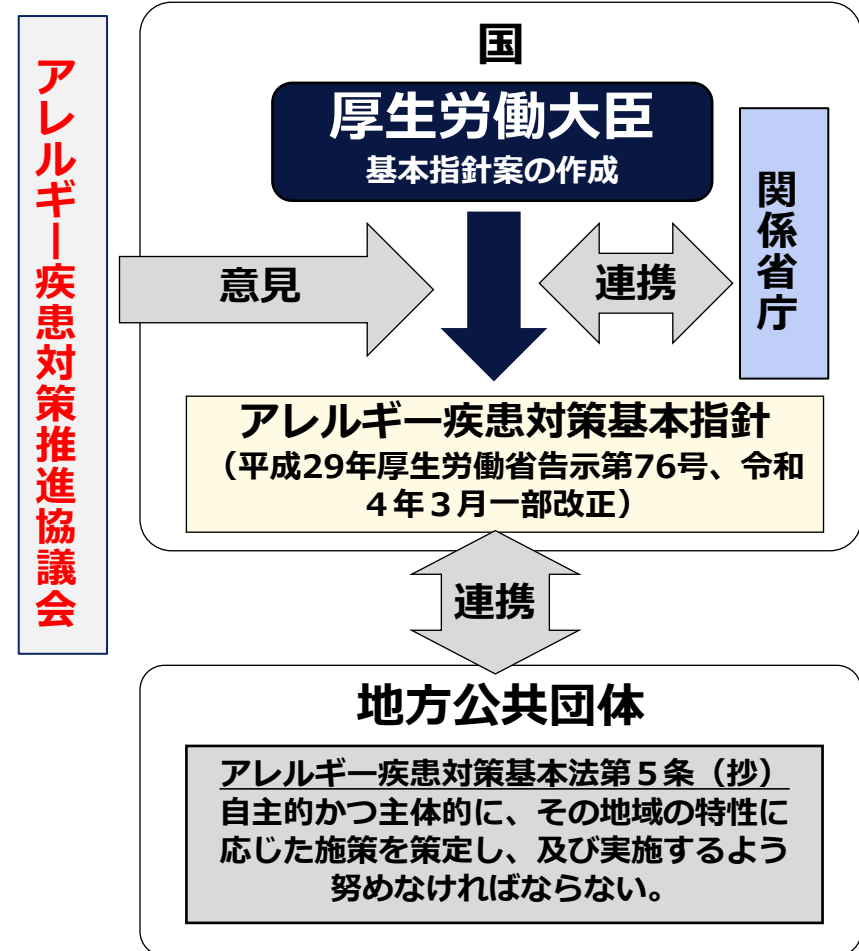 アレルギー疾患対策推進協議会
国
厚生労働大臣
基本指針案の作成
意見
連携
関係省庁
アレルギー疾患対策基本指針
（平成29年厚生労働省告示第76号、令和
４年３月一部改正）
連携
地方公共団体
アレルギー疾患対策基本法第５条（抄）
自主的かつ主体的に、その地域の特性に
応じた施策を策定し、及び実施するよう
努めなければならない。